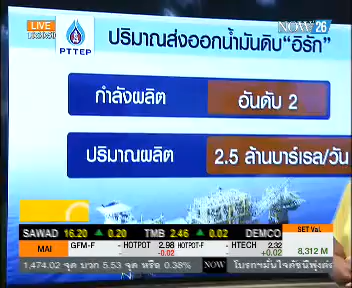 LIVE
NOW 26
PTTEP
ปริมาณส่งออกน้ำมันดิบ"อิรัก"
กำลังผลิต
อันดับ 2
ปริมาณผลิต
2.5 ล้านบาร์เรล/วัน
SAWAD 16.20 ▲ 0.20 TMB 2.46 ▲ 0.02 DEMCO
SET Val.
8,312 M
MAI
GFM-F - - HOTPOT 2.98 -0.02 HOTPOT-F - - HTECH 2.32 +0.02
1,474.02 จุด บวก 5.53 จุด หรือ 0.38%
NOW